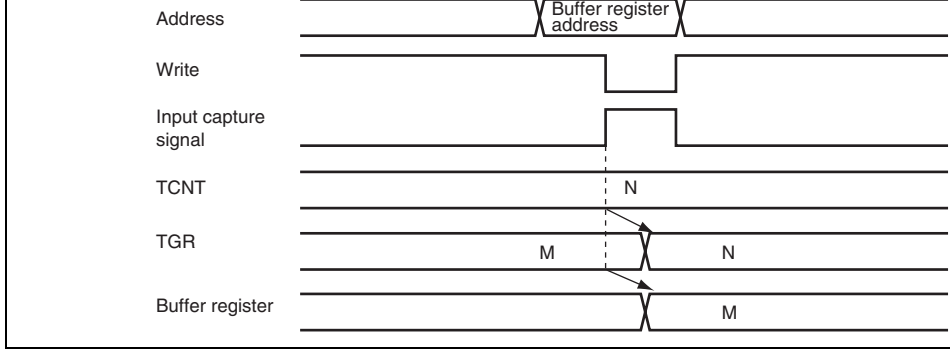 Address
Buffer register
address
Write
Input capture
signal
TCNT
N
TGR
M
N
Buffer register
M